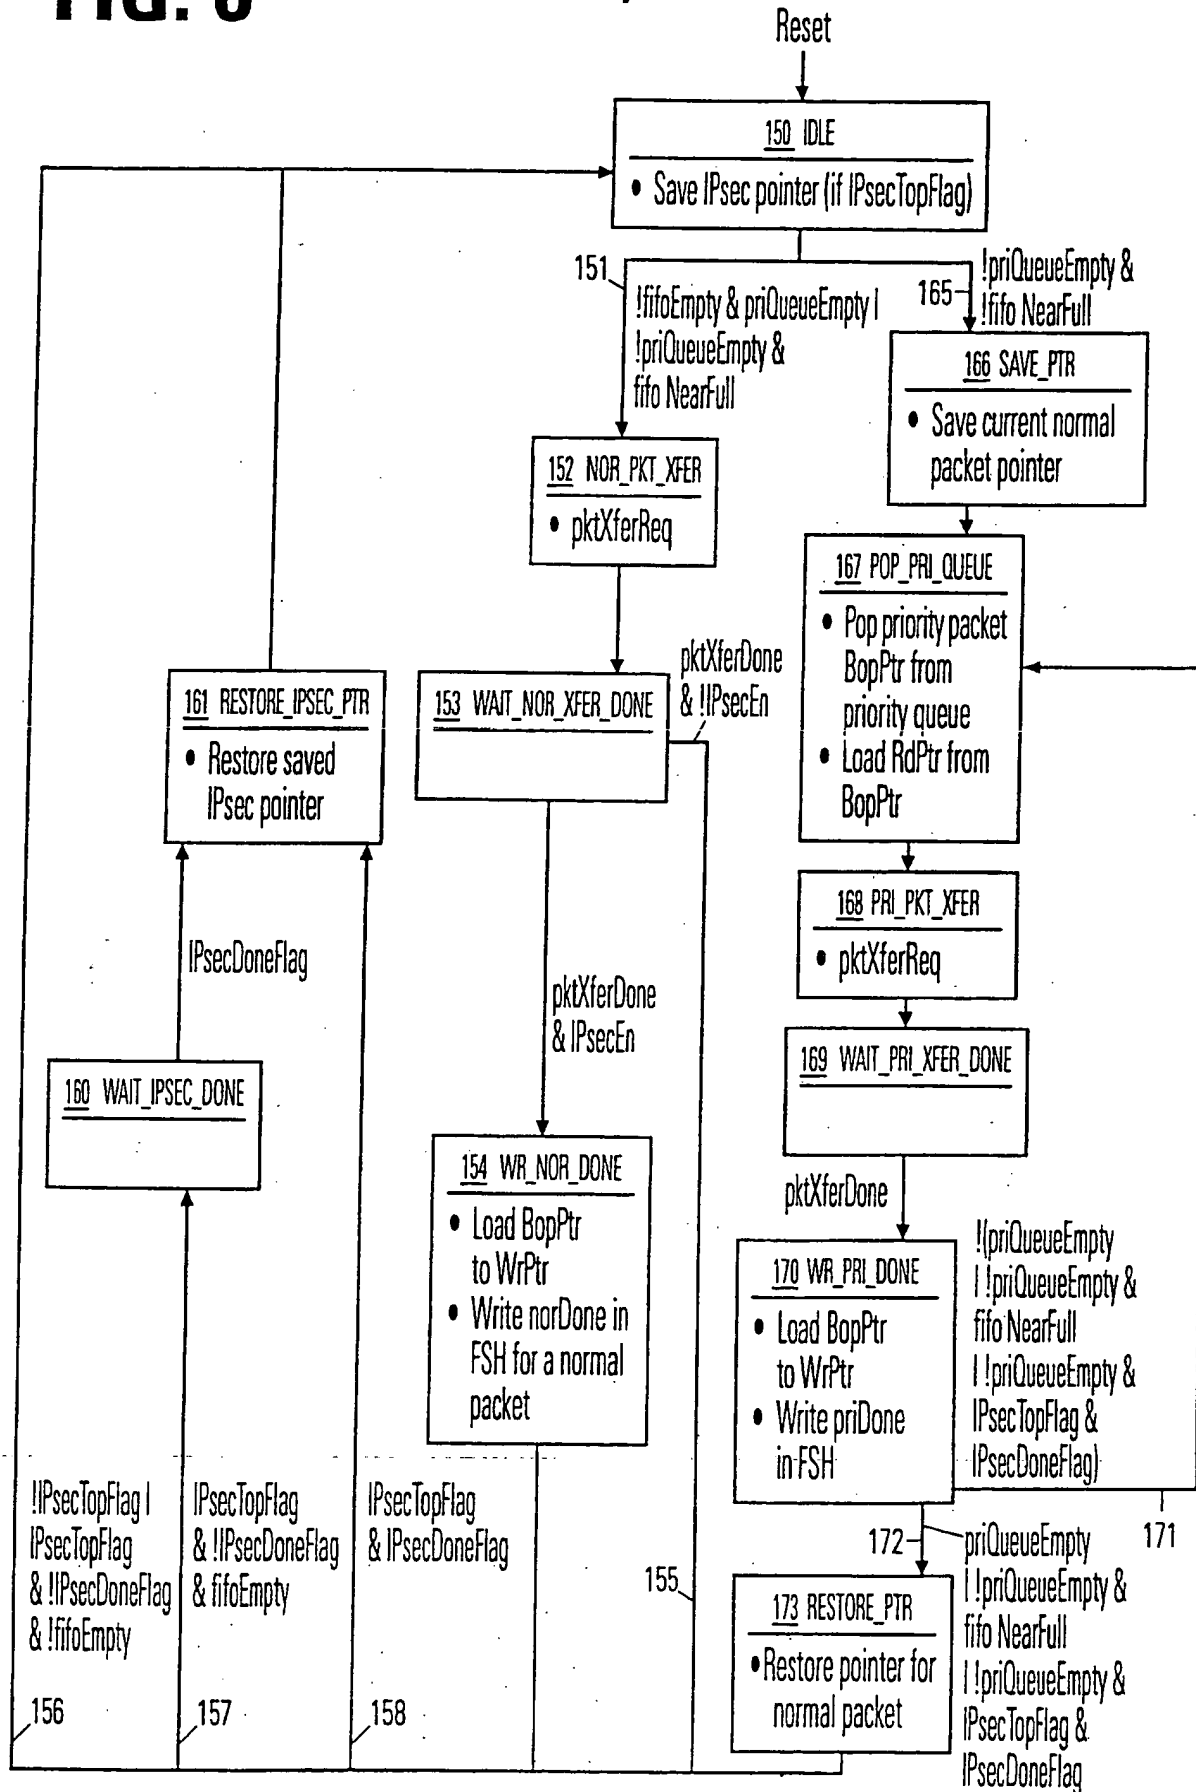 FIG. 6
Reset
150 IDLE
• Save IPsec pointer (if IPsecTopFlag)
151
!fifoEmpty & priQueueEmpty |
!priQueueEmpty &
fifo NearFull
165
!priQueueEmpty &
!fifo NearFull
166 SAVE_PTR
• Save current normal
packet pointer
152 NOR_PKT_XFER
• pktXferReq
167 POP_PRI_QUEUE
• Pop priority packet
BopPtr from
priority queue
• Load RdPtr from
BopPtr
161 RESTORE_IPSEC_PTR
• Restore saved
IPsec pointer
153 WAIT_NOR_XFER_DONE
pktXferDone
& !IPsecEn
168 PRI_PKT_XFER
• pktXferReq
IPsecDoneFlag
pktXferDone
& IPsecEn
169 WAIT_PRI_XFER_DONE
160 WAIT_IPSEC_DONE
pktXferDone
154 WR_NOR_DONE
• Load BopPtr
to WrPtr
• Write norDone in
FSH for a normal
packet
170 WR_PRI_DONE
• Load BopPtr
to WrPtr
• Write priDone
in FSH
!(priQueueEmpty
| !priQueueEmpty &
fifo NearFull
| !priQueueEmpty &
IPsecTopFlag &
IPsecDoneFlag)
171
!IPsecTopFlag |
IPsecTopFlag
& !IPsecDoneFlag
& !fifoEmpty
IPsecTopFlag
& !IPsecDoneFlag
& fifoEmpty
IPsecTopFlag
& IPsecDoneFlag
155
172
priQueueEmpty
| !priQueueEmpty &
fifo NearFull
| !priQueueEmpty &
IPsecTopFlag &
IPsecDoneFlag
173 RESTORE_PTR
• Restore pointer for
normal packet
156
157
158